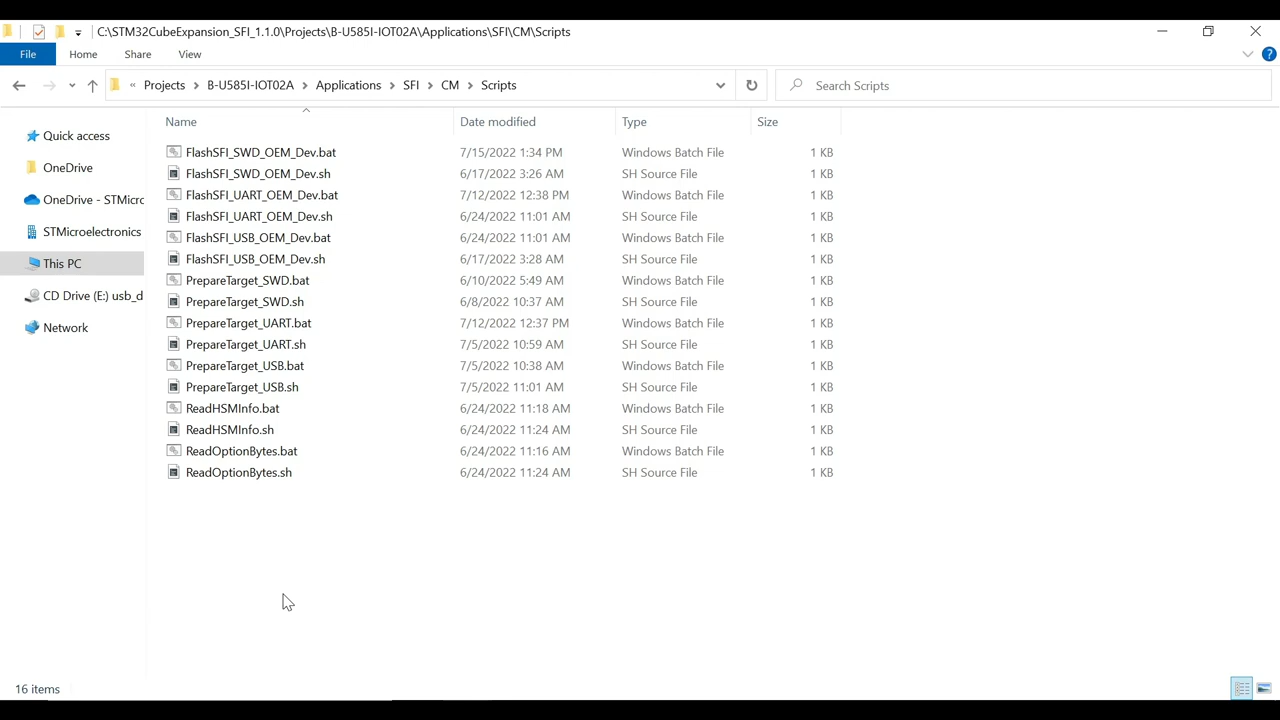 C:\STM32CubeExpansion_SFI_1.1.0\Projects\B-U585I-IOT02A\Applications\SFI\CM\Scripts
File Home Share View
« Projects > B-U585I-IOT02A > Applications > SFI > CM > Scripts
Search Scripts
Quick access
OneDrive
OneDrive - STMicro
STMicroelectronics
This PC
CD Drive (E:) usb_d
Network
Name Date modified Type Size
FlashSFI_SWD_OEM_Dev.bat 7/15/2022 1:34 PM Windows Batch File 1 KB
FlashSFI_SWD_OEM_Dev.sh 6/17/2022 3:26 AM SH Source File 1 KB
FlashSFI_UART_OEM_Dev.bat 7/12/2022 12:38 PM Windows Batch File 1 KB
FlashSFI_UART_OEM_Dev.sh 6/24/2022 11:01 AM SH Source File 1 KB
FlashSFI_USB_OEM_Dev.bat 6/24/2022 11:01 AM Windows Batch File 1 KB
FlashSFI_USB_OEM_Dev.sh 6/17/2022 3:28 AM SH Source File 1 KB
PrepareTarget_SWD.bat 6/10/2022 5:49 AM Windows Batch File 1 KB
PrepareTarget_SWD.sh 6/8/2022 10:37 AM SH Source File 1 KB
PrepareTarget_UART.bat 7/12/2022 12:37 PM Windows Batch File 1 KB
PrepareTarget_UART.sh 7/5/2022 10:59 AM SH Source File 1 KB
PrepareTarget_USB.bat 7/5/2022 10:38 AM Windows Batch File 1 KB
PrepareTarget_USB.sh 7/5/2022 11:01 AM SH Source File 1 KB
ReadHSMInfo.bat 6/24/2022 11:18 AM Windows Batch File 1 KB
ReadHSMInfo.sh 6/24/2022 11:24 AM SH Source File 1 KB
ReadOptionBytes.bat 6/24/2022 11:16 AM Windows Batch File 1 KB
ReadOptionBytes.sh 6/24/2022 11:24 AM SH Source File 1 KB
16 items